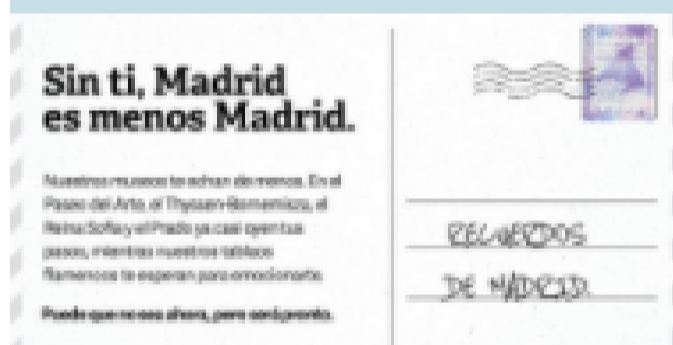 Sin ti, Madrid
es menos Madrid.
Nuestros museos te echan de menos. En el
Paseo del Arte, el Thyssen-Bornemisza, el
Reina Sofía y el Prado ya casi oyen tus
pasos, mientras nuestros tablaos
flamencos te esperan para emocionarte.
Puede que no sea ahora, pero será pronto.
RECUERDOS
DE MADRID.